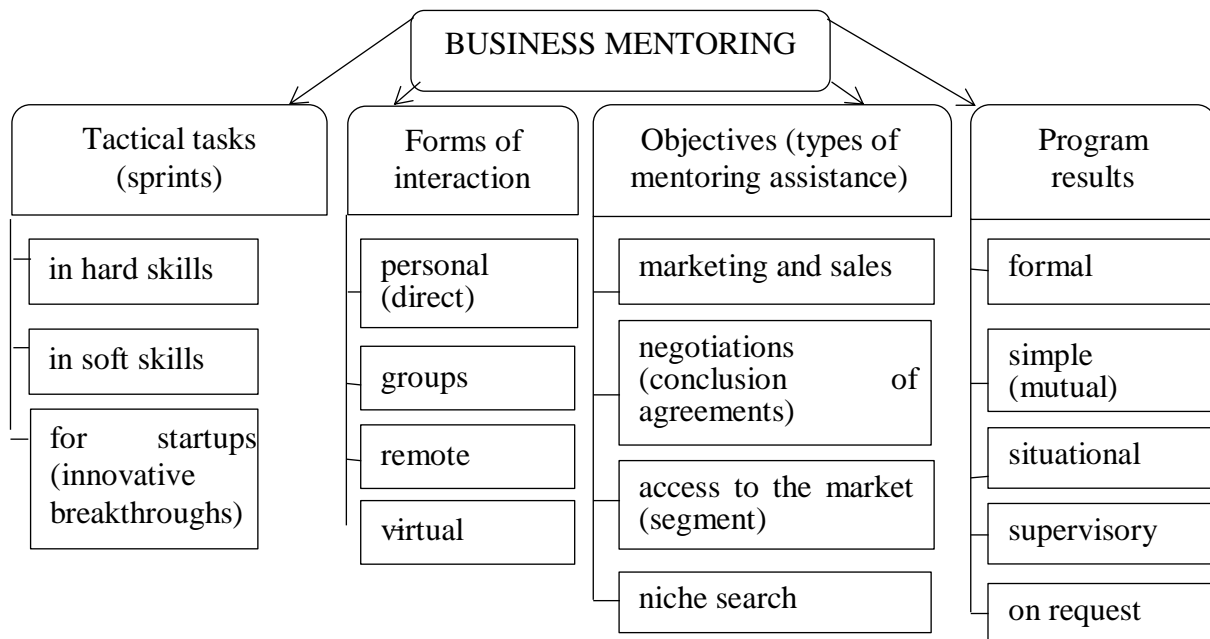 BUSINESS MENTORING
Tactical tasks
(sprints)
in hard skills
in soft skills
for startups
(innovative
breakthroughs)
Forms of
interaction
personal
(direct)
groups
remote
virtual
Objectives (types of
mentoring assistance)
marketing and sales
negotiations
(conclusion of
agreements)
access to the market
(segment)
niche search
Program
results
formal
simple
(mutual)
situational
supervisory
on request